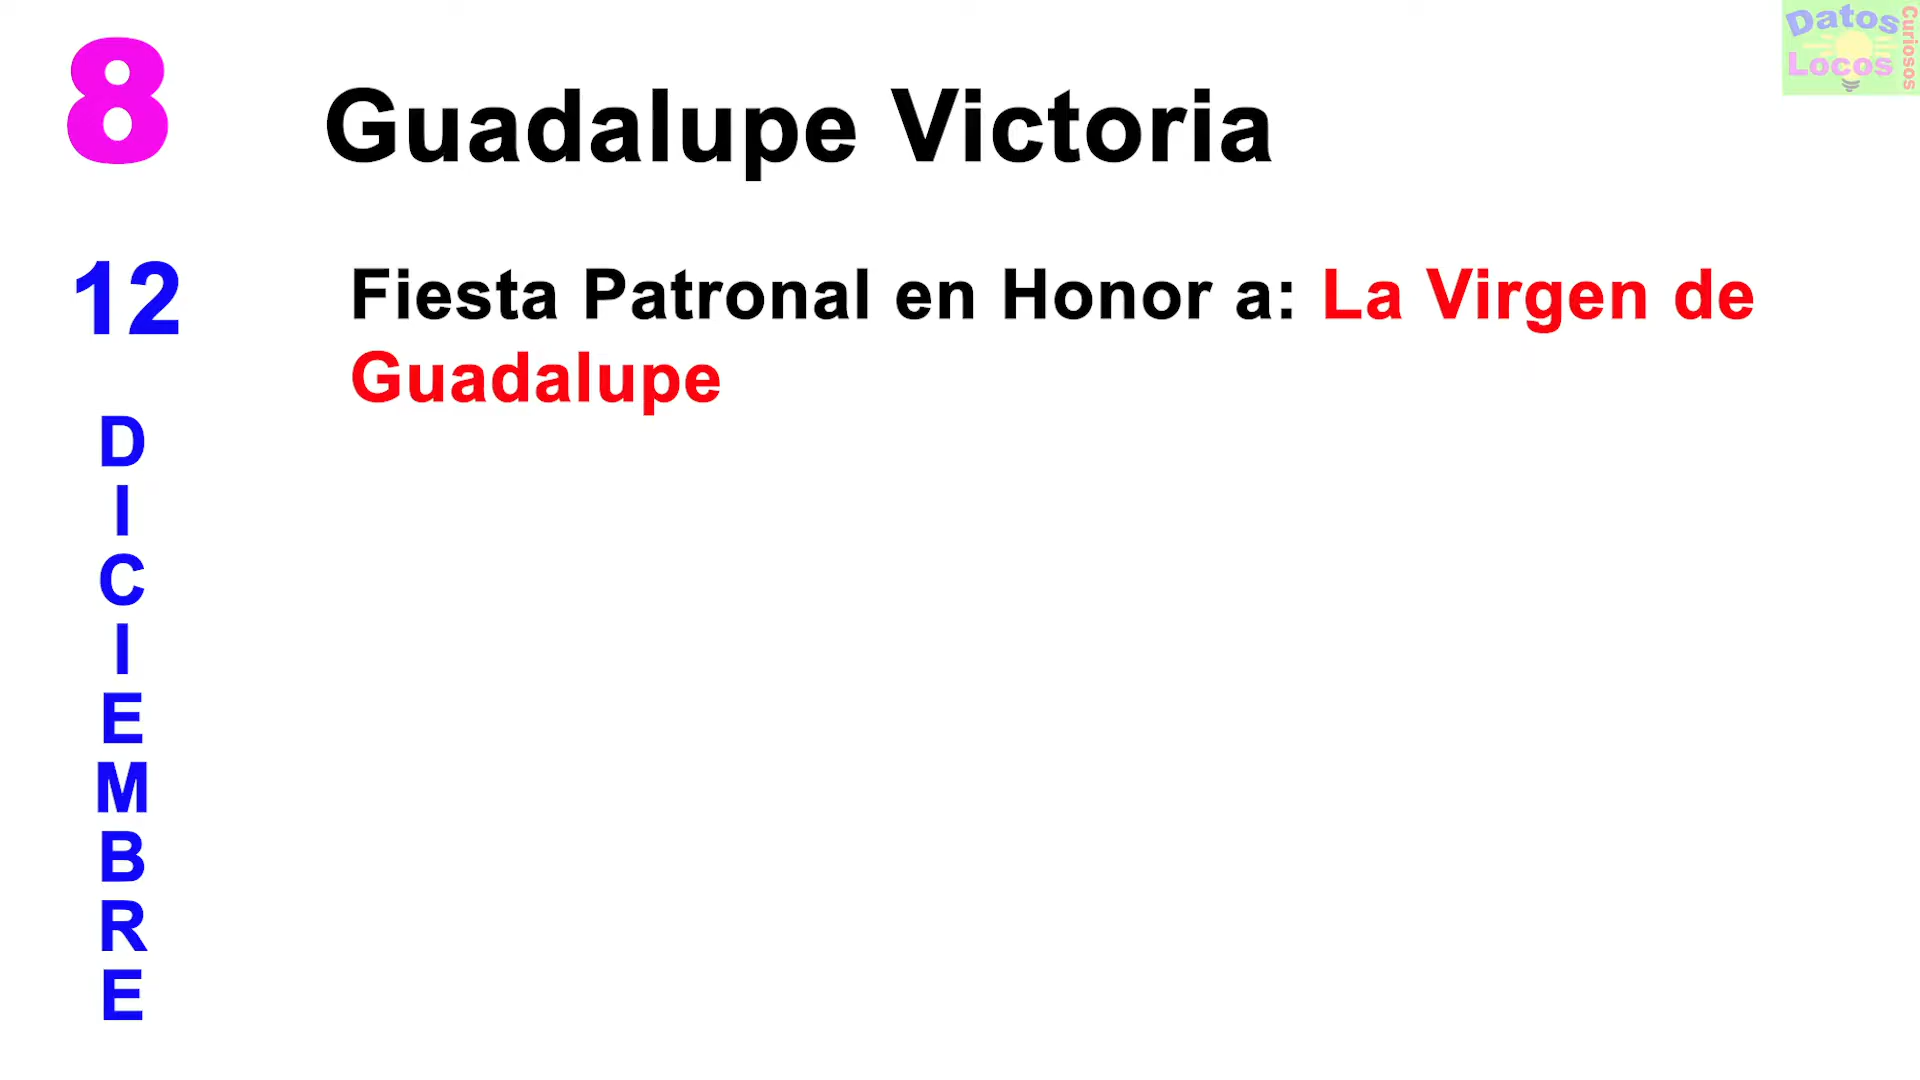 8
Guadalupe Victoria
12
Fiesta Patronal en Honor a: La Virgen de
Guadalupe
D
I
C
I
E
M
B
R
E
Datos
Locos
Curiosos